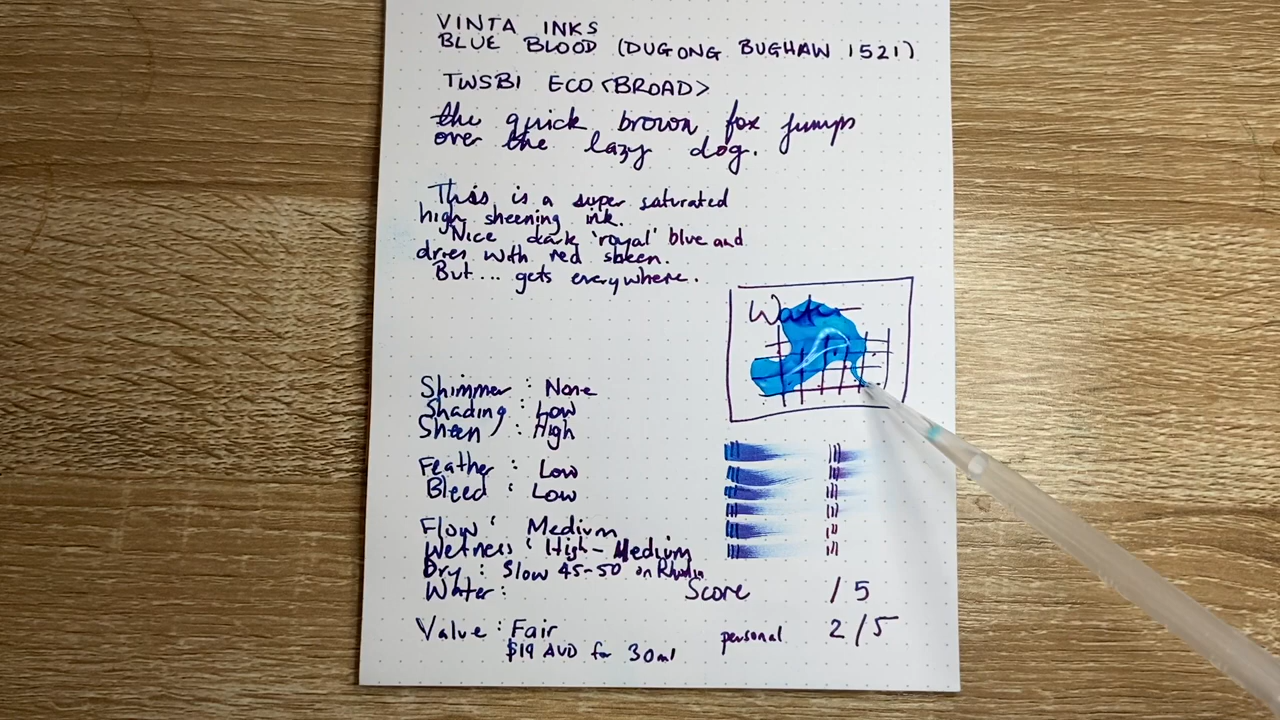 VINTA INKS
BLUE BLOOD (DUGONG BUGHAW 1521)
TWSBI ECO <BROAD>
the quick brown fox jumps
over the lazy dog.
This is a super saturated
high sheening ink.
Nice dark 'royal' blue and
dries with red sheen.
But... gets everywhere.
Water
Shimmer : None
Shading : Low
Sheen : High
Feather : Low
Bleed : Low
Flow : Medium
Wetness : High - Medium
Dry : Slow 45-50 on Rhodia
Water :
Score /5
Value : Fair
$19 AUD for 30ml
personal 2/5